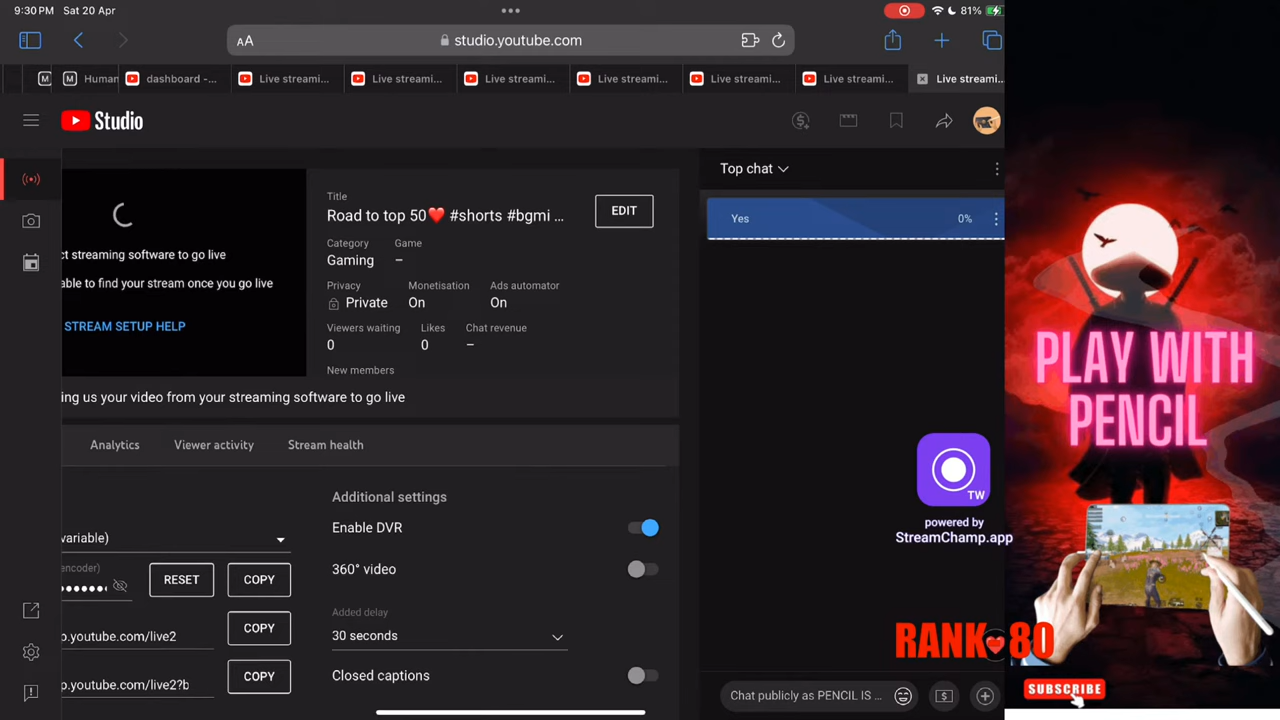 9:30 PM Sat 20 Apr
81%
AA
studio.youtube.com
M
M Human
dashboard -...
Live streami...
Live streami...
Live streami...
Live streami...
Live streami...
Live streami...
Live streami...
Studio
Title
Road to top 50❤️ #shorts #bgmi ...
EDIT
Category
Game
Gaming
–
Privacy
Monetisation
Ads automator
Private
On
On
Viewers waiting
Likes
Chat revenue
0
0
–
New members
ct streaming software to go live
able to find your stream once you go live
STREAM SETUP HELP
ing us your video from your streaming software to go live
Analytics
Viewer activity
Stream health
variable)
encoder)
RESET
COPY
p.youtube.com/live2
COPY
p.youtube.com/live2?b
COPY
Additional settings
Enable DVR
360° video
Added delay
30 seconds
Closed captions
Top chat
Yes
0%
TW
powered by
StreamChamp.app
Chat publicly as PENCIL IS ...
PLAY WITH
PENCIL
RANK 80
SUBSCRIBE